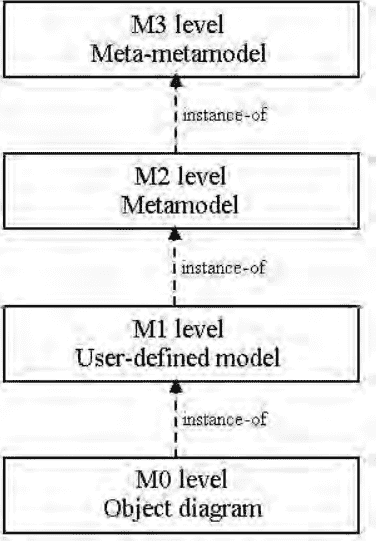 M3 level
Meta-metamodel
instance-of
M2 level
Metamodel
instance-of
M1 level
User-defined model
instance-of
M0 level
Object diagram